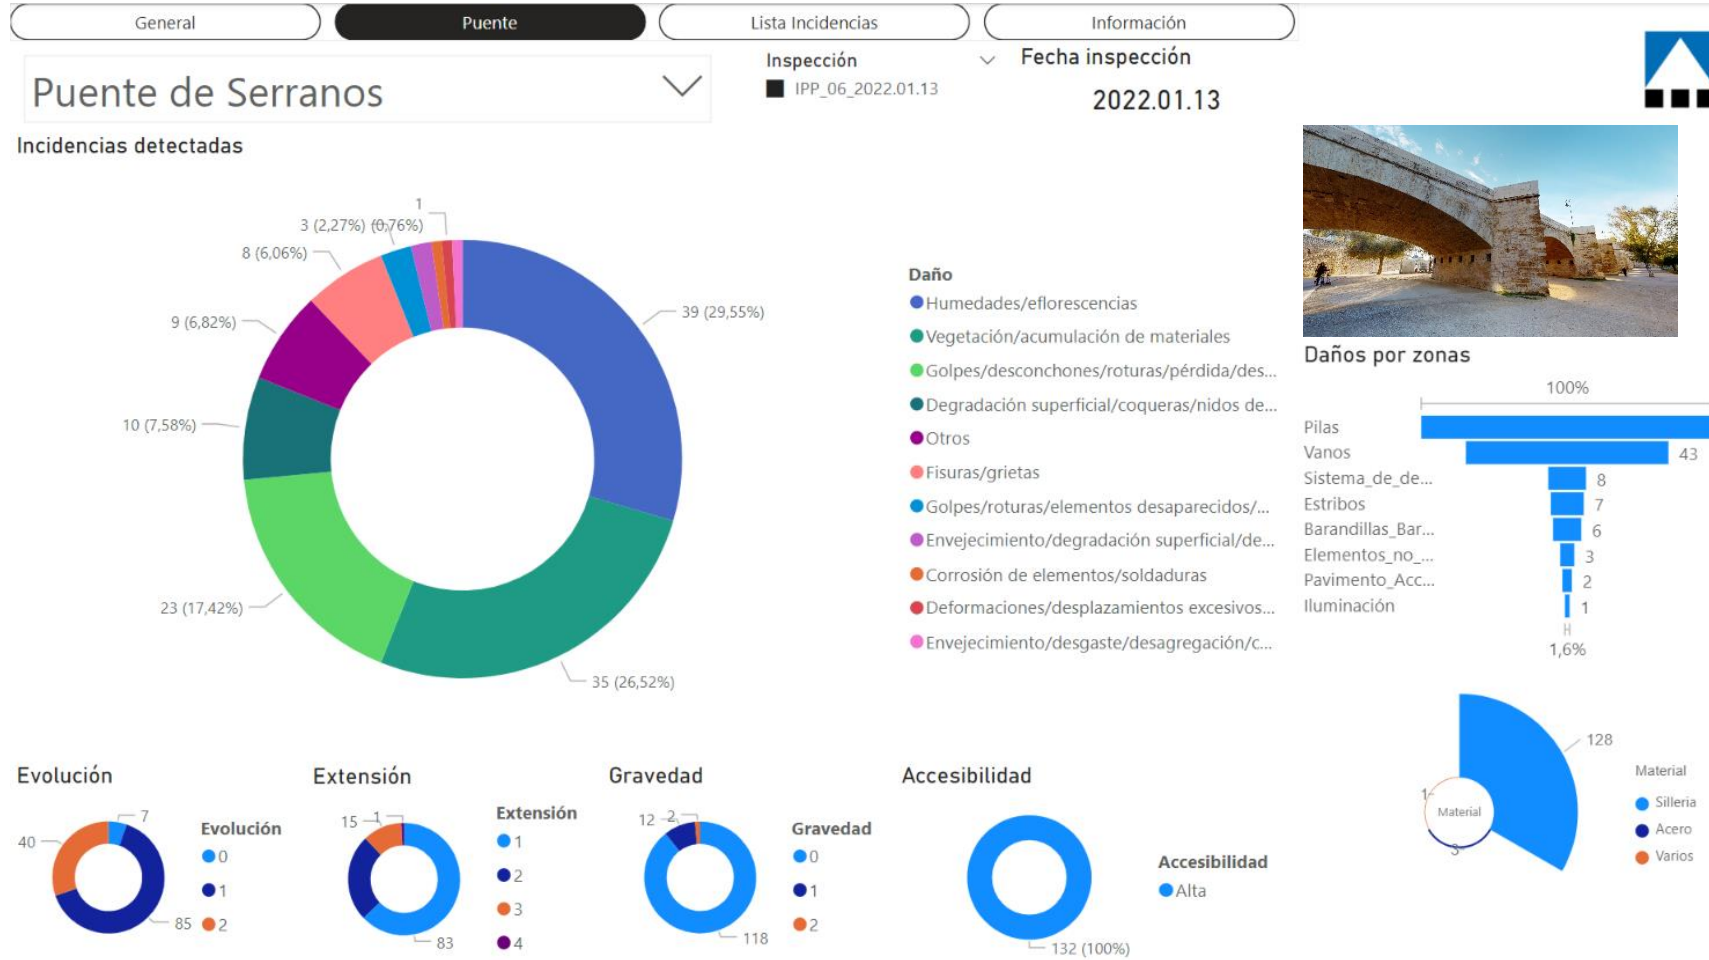 General
Puente
Lista Incidencias
Información
Puente de Serranos
Inspección
IPP_06_2022.01.13
Fecha inspección
2022.01.13
Incidencias detectadas
1
3 (2,27%) (0,76%)
8 (6,06%)
9 (6,82%)
10 (7,58%)
23 (17,42%)
35 (26,52%)
39 (29,55%)
Daño
Humedades/eflorescencias
Vegetación/acumulación de materiales
Golpes/desconchones/roturas/pérdida/des...
Degradación superficial/coqueras/nidos de...
Otros
Fisuras/grietas
Golpes/roturas/elementos desaparecidos/...
Envejecimiento/degradación superficial/de...
Corrosión de elementos/soldaduras
Deformaciones/desplazamientos excesivos...
Envejecimiento/desgaste/desagregación/c...
Daños por zonas
100%
Pilas
Vanos 43
Sistema_de_de... 8
Estribos 7
Barandillas_Bar... 6
Elementos_no_... 3
Pavimento_Acc... 2
Iluminación 1
1,6%
Evolución
7
40
85
Evolución
0
1
2
Extensión
15 1
83
Extensión
1
2
3
4
Gravedad
12 2
118
Gravedad
0
1
2
Accesibilidad
132 (100%)
Accesibilidad
Alta
128
1
Material
3
Material
Silleria
Acero
Varios